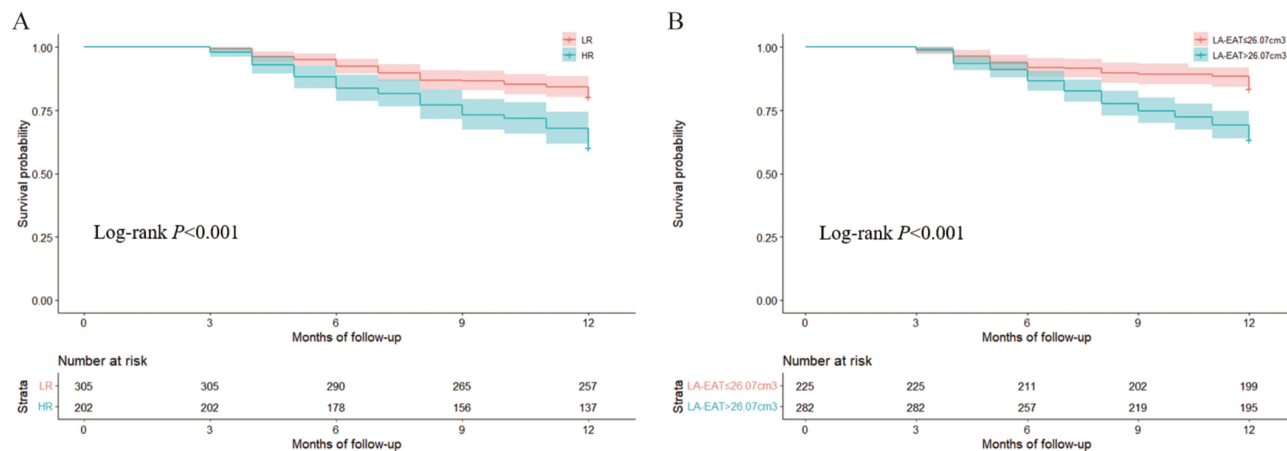 A
LR
HR
1.00
0.75
0.50
0.25
0.00
Survival probability
Log-rank P<0.001
0 3 6 9 12
Months of follow-up
Number at risk
Strata
LR 305 305 290 265 257
HR 202 202 178 156 137
0 3 6 9 12
Months of follow-up
B
LA-EAT≤26.07cm3
LA-EAT>26.07cm3
1.00
0.75
0.50
0.25
0.00
Survival probability
Log-rank P<0.001
0 3 6 9 12
Months of follow-up
Number at risk
Strata
LA-EAT≤26.07cm3 225 225 211 202 199
LA-EAT>26.07cm3 282 282 257 219 195
0 3 6 9 12
Months of follow-up